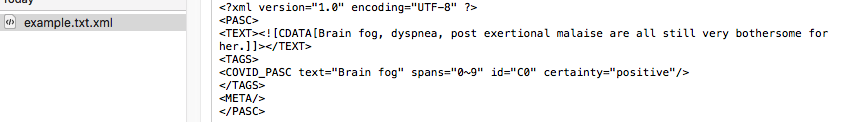 Today
example.txt.xml
<?xml version="1.0" encoding="UTF-8" ?>
<PASC>
<TEXT><![CDATA[Brain fog, dyspnea, post exertional malaise are all still very bothersome for
her.]]></TEXT>
<TAGS>
<COVID_PASC text="Brain fog" spans="0~9" id="C0" certainty="positive"/>
</TAGS>
<META/>
</PASC>